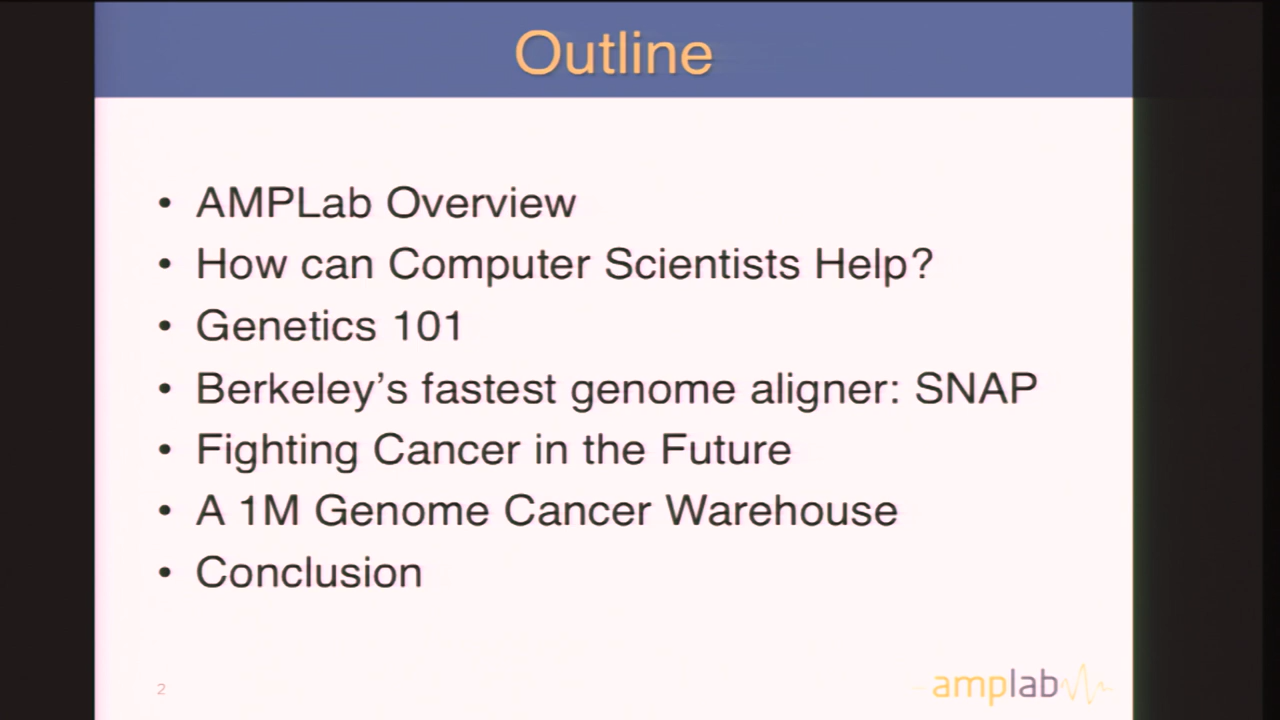 Outline
• AMPLab Overview
• How can Computer Scientists Help?
• Genetics 101
• Berkeley’s fastest genome aligner: SNAP
• Fighting Cancer in the Future
• A 1M Genome Cancer Warehouse
• Conclusion
2
amplab